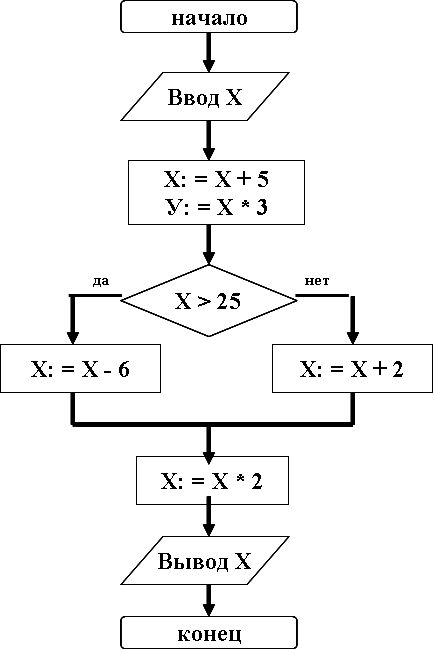 начало
Ввод X
X: = X + 5
У: = X * 3
да
нет
X > 25
X: = X - 6
X: = X + 2
X: = X * 2
Вывод X
конец